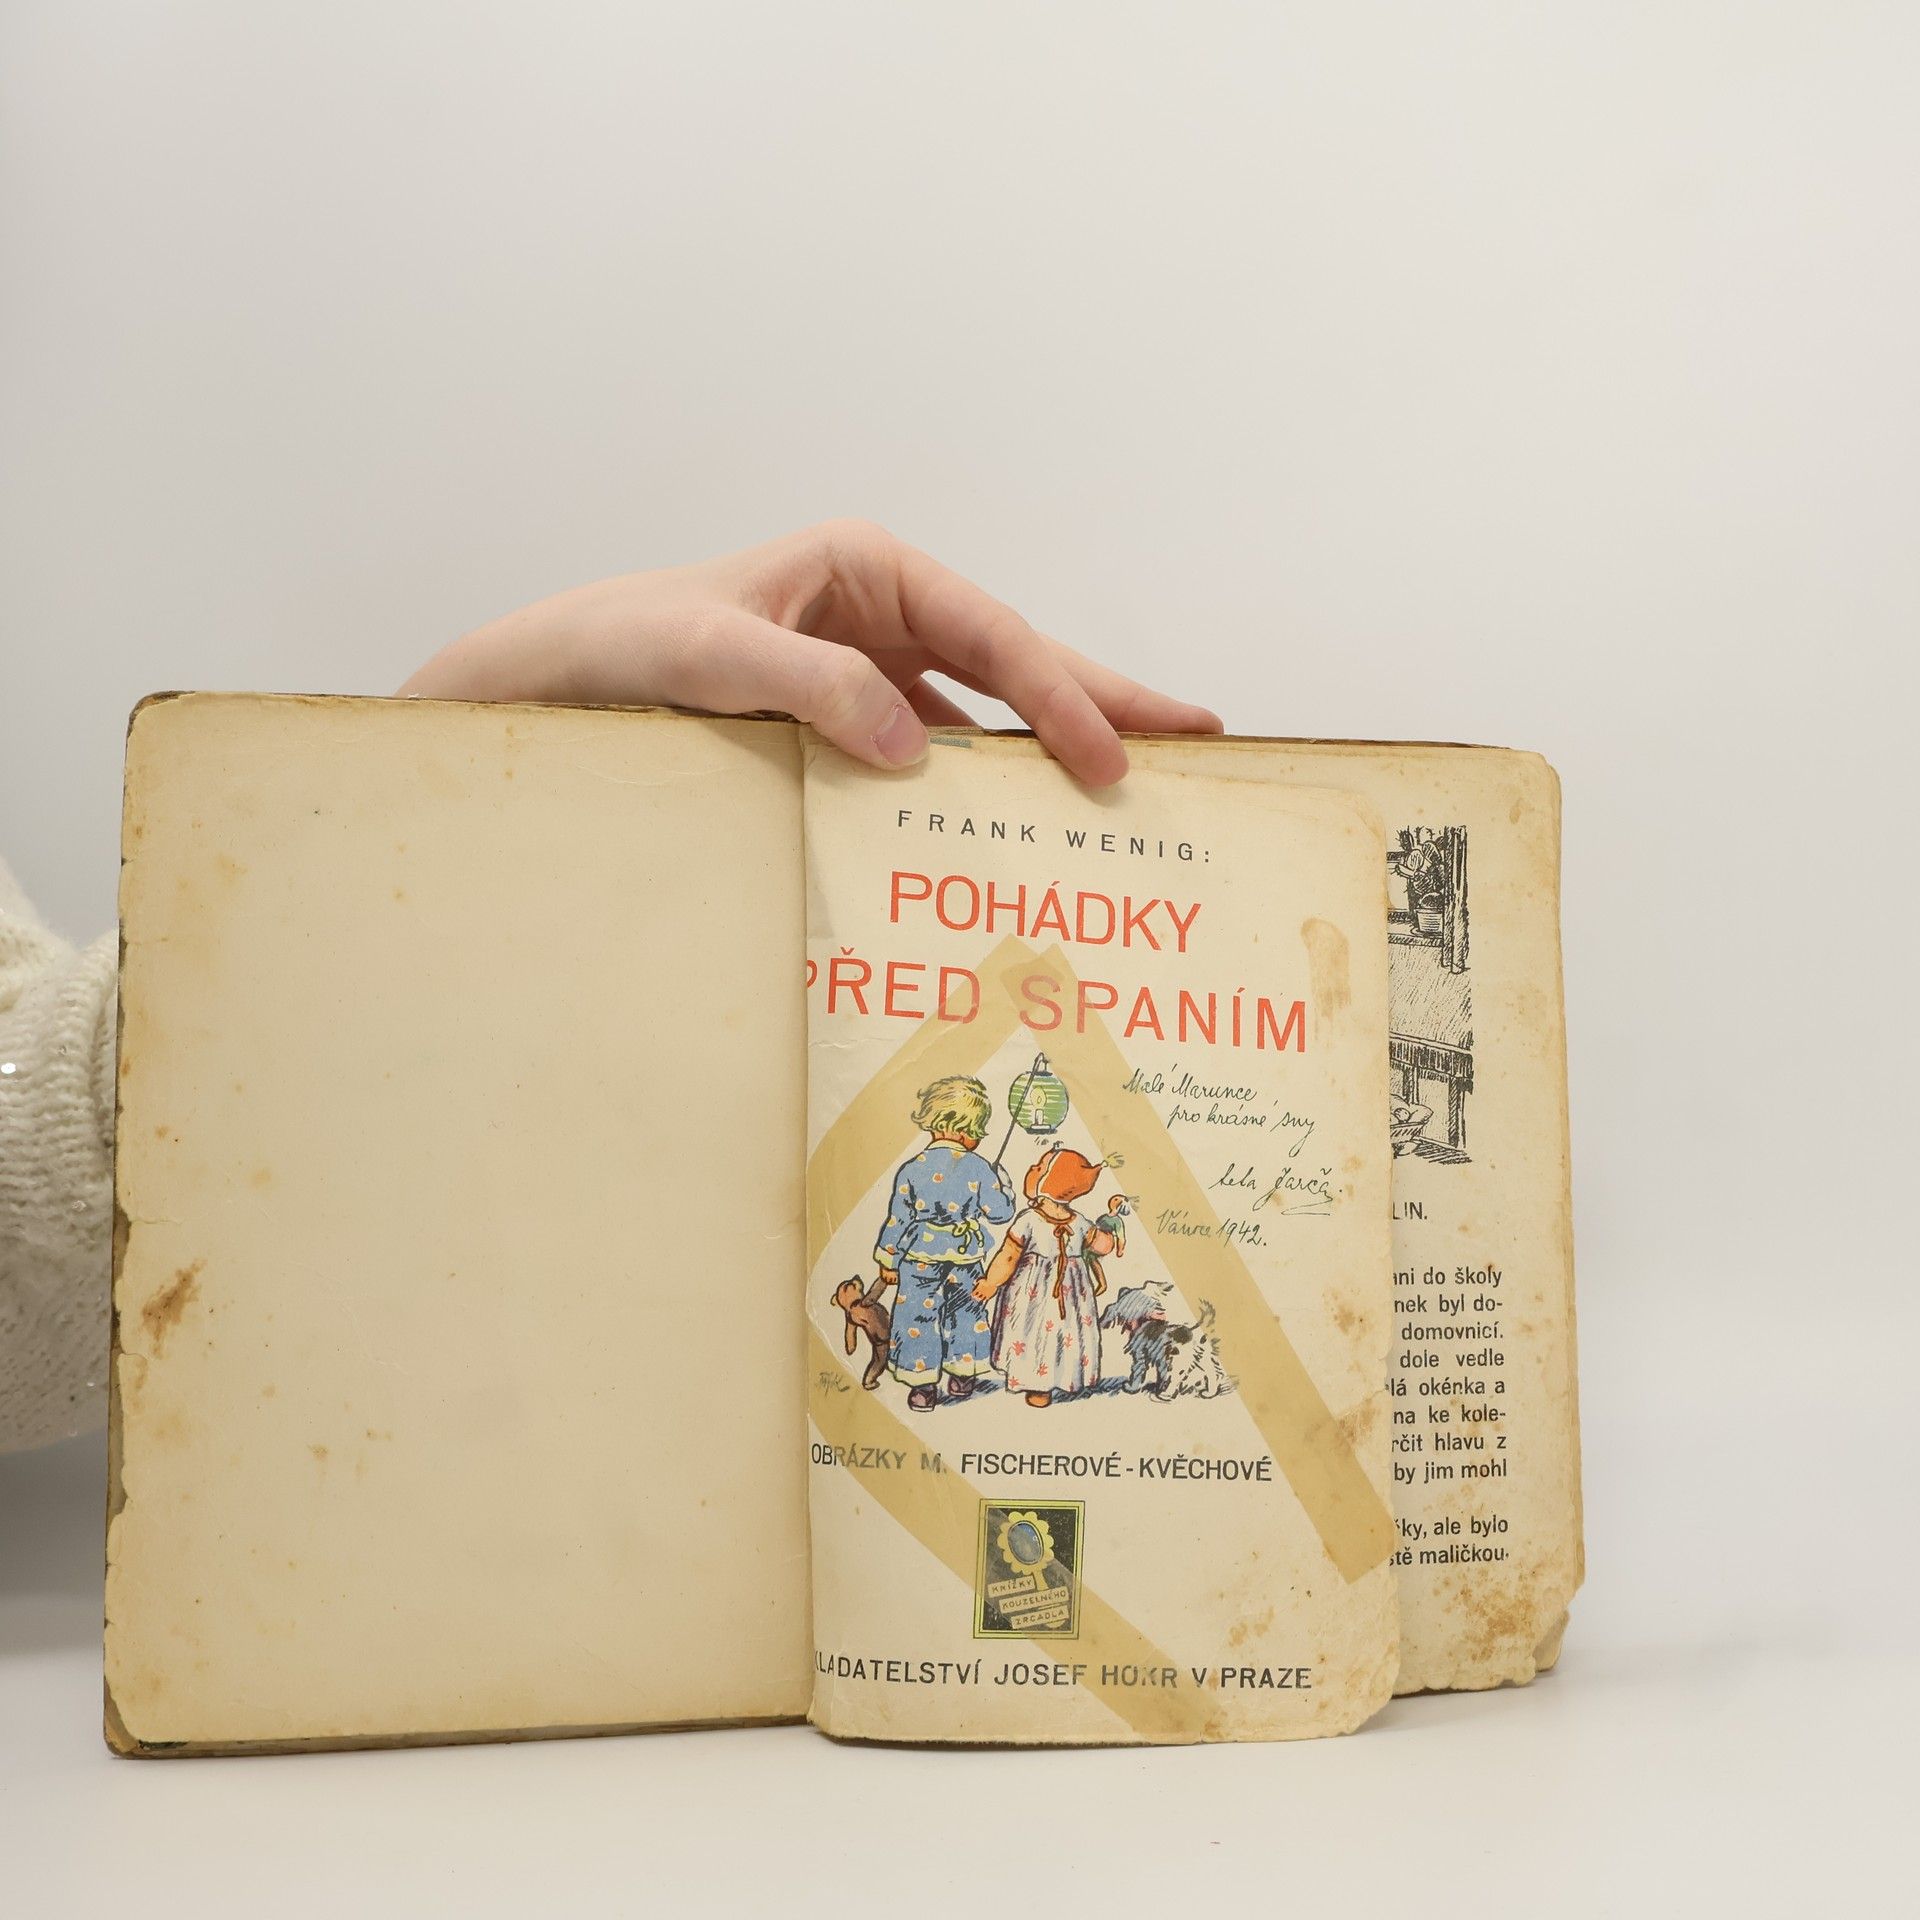 FRANK WENIG:
POHÁDKY
PŘED SPANÍM
Malé Marunce
pro krásné sny
teta Jarča.
Vánoce 1942.
OBRÁZKY M. FISCHEROVÉ-KVĚCHOVÉ
KNÍŽKY
KOUZELNÉHO
ZRCADLA
KLADATELSTVÍ JOSEF HOKR V PRAZE
LIN.
ani do školy
nek byl do-
domovnicí.
dole vedle
lá okénka a
na ke kole-
rčit hlavu z
by jim mohl
ky, ale bylo
stě maličkou